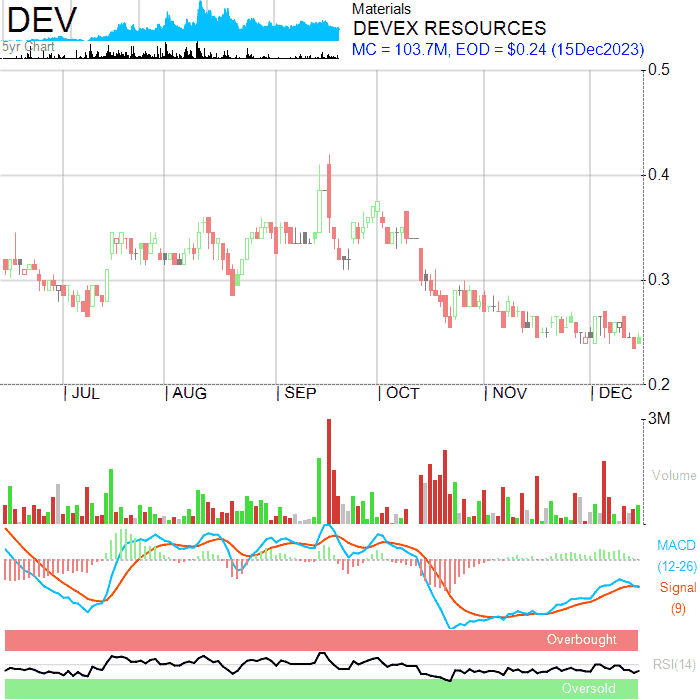 DEV
5yr Chart
Materials
DEVEX RESOURCES
MC = 103.7M, EOD = $0.24 (15Dec2023)
0.5
0.4
0.3
0.2
| JUL | AUG | SEP | OCT | NOV | DEC
3M
Volume
MACD
(12-26)
Signal
(9)
Overbought
RSI(14)
Oversold